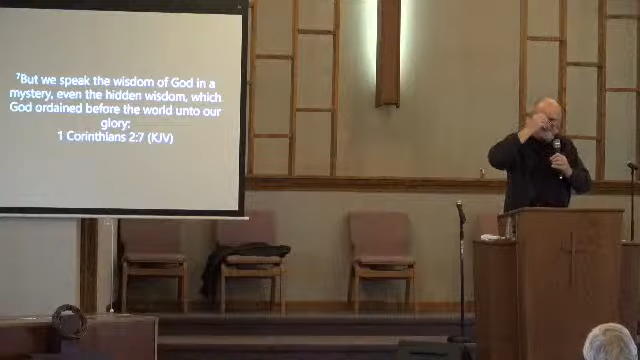 ⁷But we speak the wisdom of God in a
mystery, even the hidden wisdom, which
God ordained before the world unto our
glory:
1 Corinthians 2:7 (KJV)